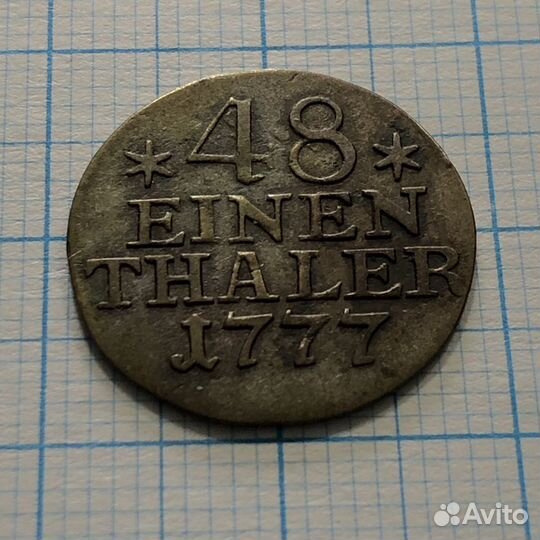 * 48 *
EINEN
THALER
1777
Avito